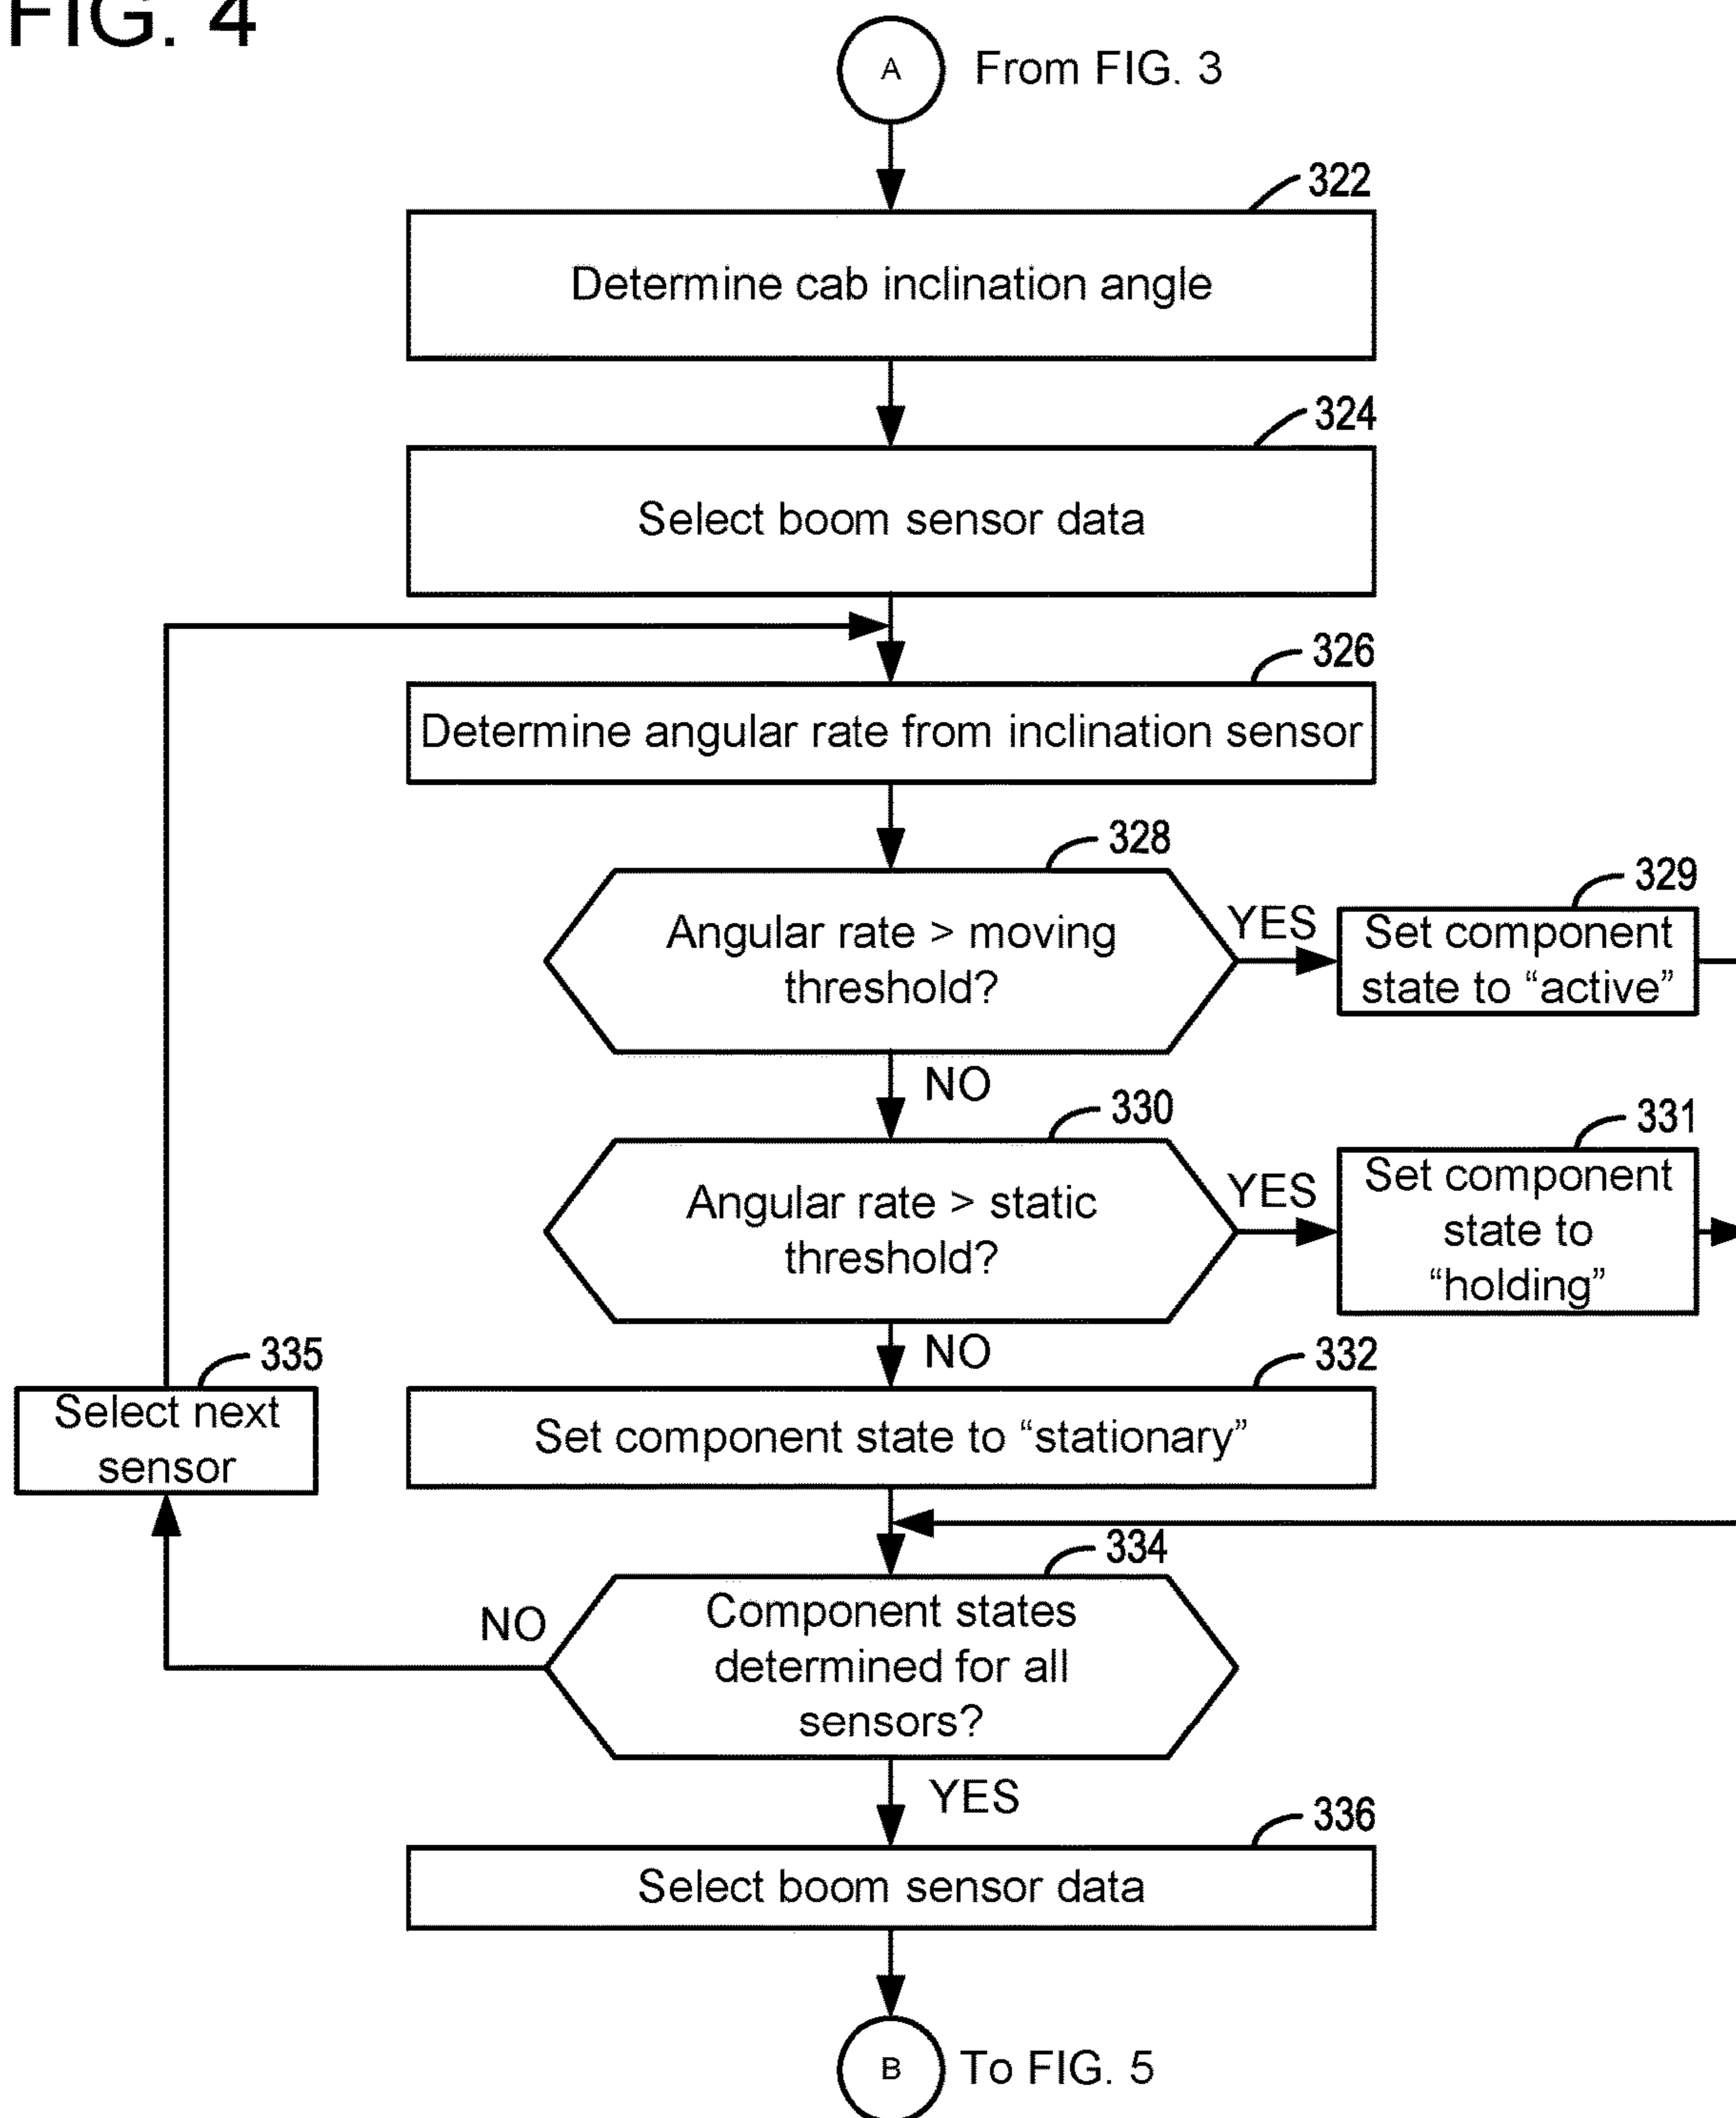 FIG. 4
A
From FIG. 3
322
Determine cab inclination angle
324
Select boom sensor data
326
Determine angular rate from inclination sensor
328
Angular rate > moving
threshold?
YES
329
Set component
state to “active”
NO
330
Angular rate > static
threshold?
YES
331
Set component
state to
“holding”
NO
332
Set component state to “stationary”
335
Select next
sensor
334
Component states
determined for all
sensors?
NO
YES
336
Select boom sensor data
B
To FIG. 5